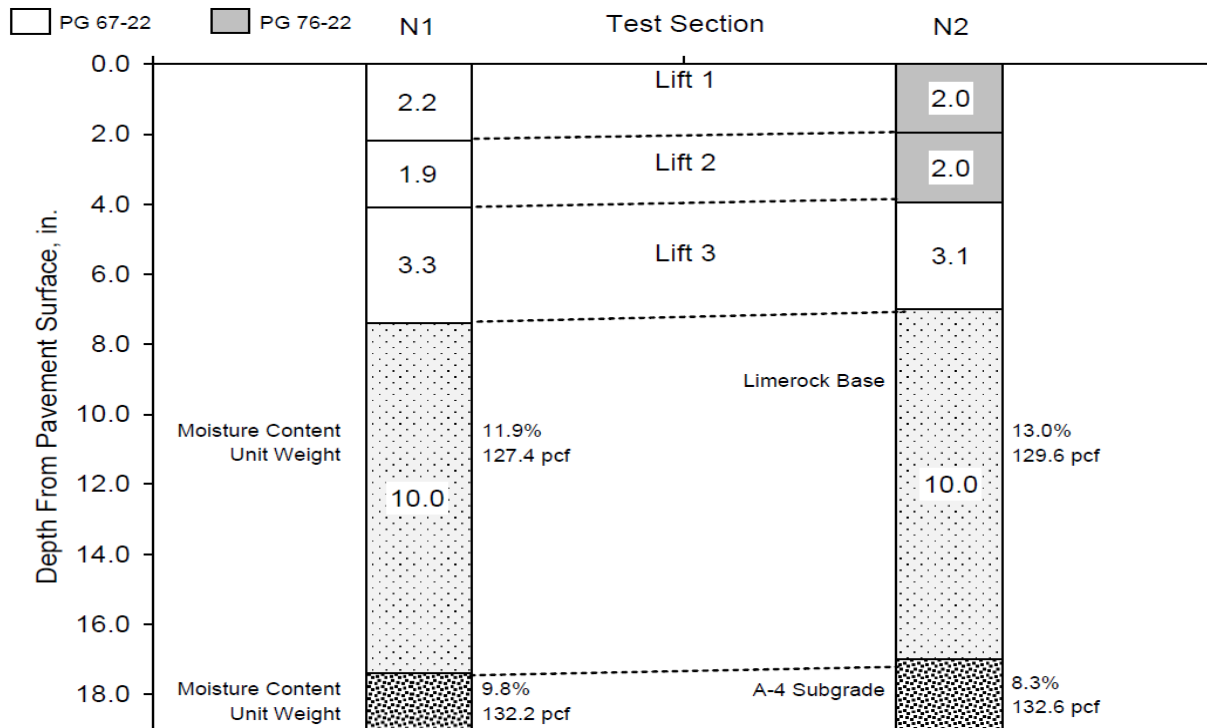 PG 67-22 PG 76-22 N1 Test Section N2
0.0
2.0
4.0
6.0
8.0
10.0
12.0
14.0
16.0
18.0
Depth From Pavement Surface, in.
2.2 Lift 1 2.0
1.9 Lift 2 2.0
3.3 Lift 3 3.1
Limerock Base
Moisture Content 11.9% 13.0%
Unit Weight 127.4 pcf 129.6 pcf
10.0 10.0
Moisture Content 9.8% A-4 Subgrade 8.3%
Unit Weight 132.2 pcf 132.6 pcf